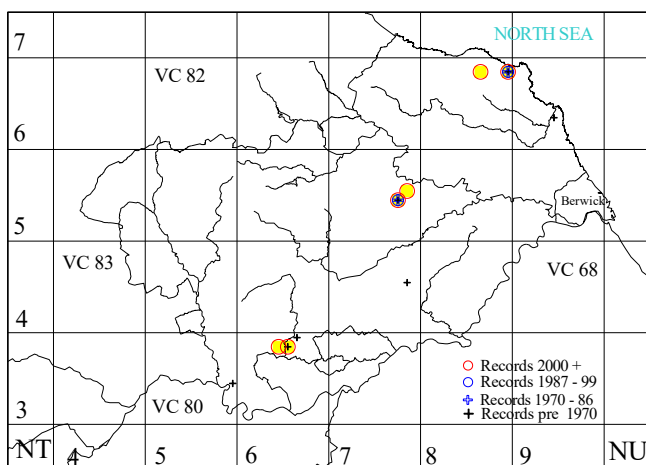 7
NORTH SEA
VC 82
6
Berwick
5
VC 83
VC 68
4
Records 2000 +
Records 1987 - 99
Records 1970 - 86
VC 80
Records pre 1970
3
NT 4 5 6 7 8 9 NU